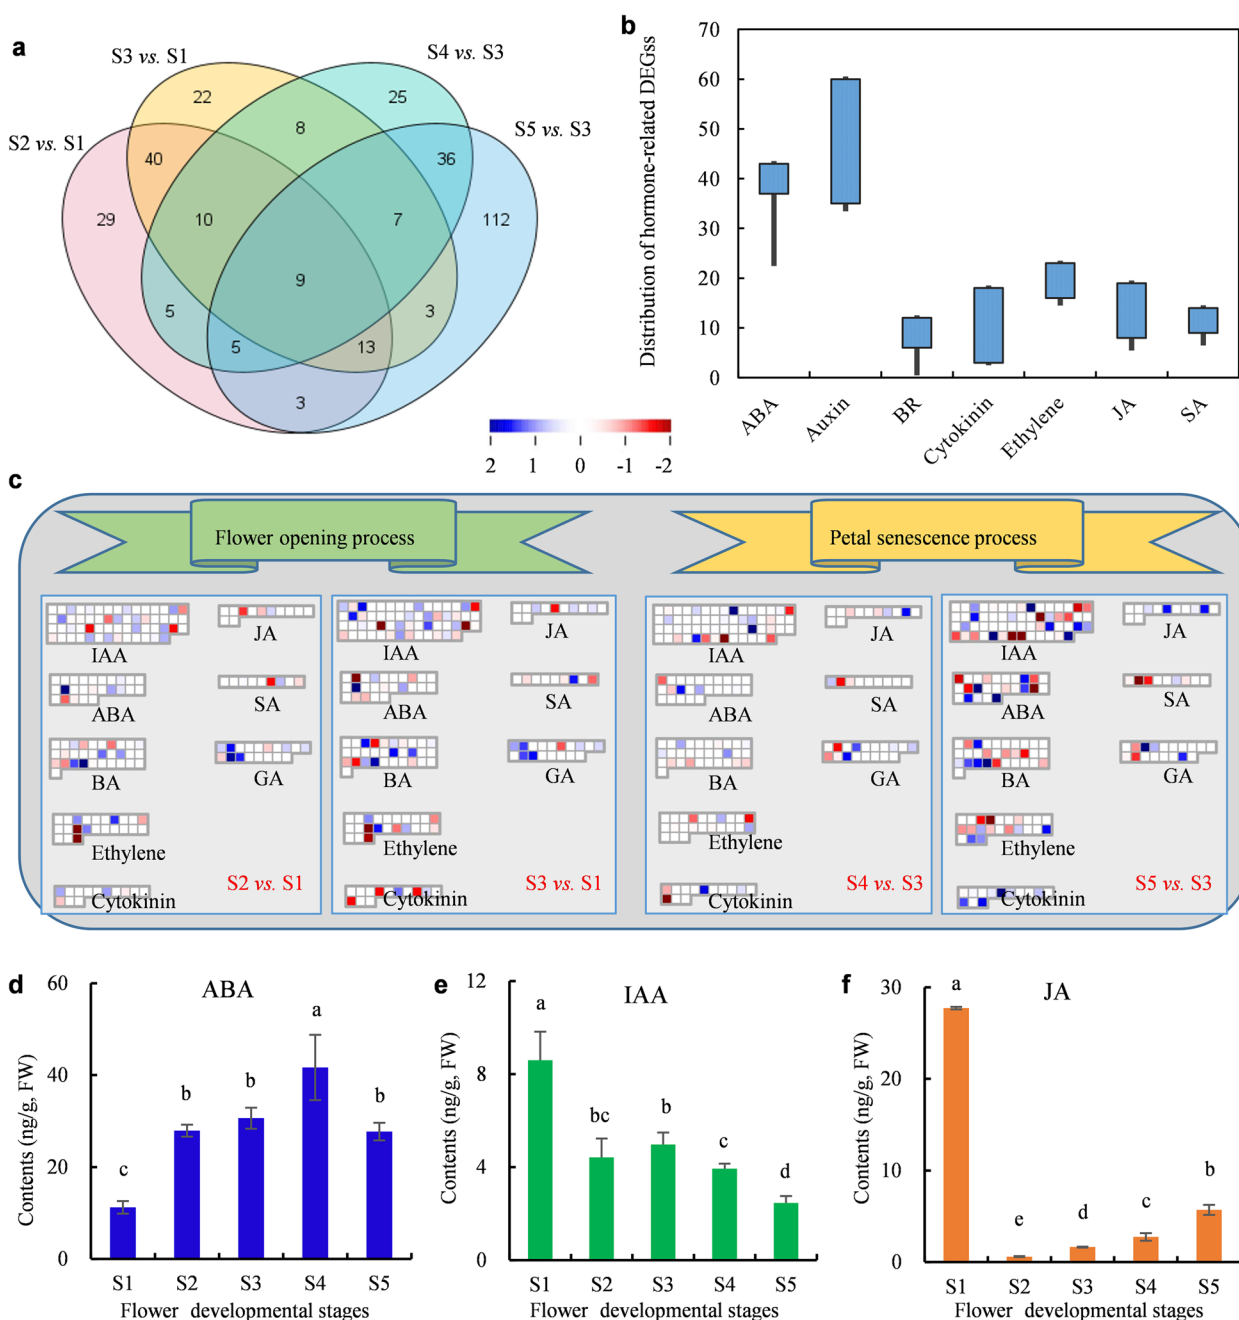 a
S3 vs. S1
S4 vs. S3
S2 vs. S1
S5 vs. S3
22
25
8
40
36
29
10
7
112
9
5
3
5
13
3
2 1 0 -1 -2
b
Distribution of hormone-related DEGss
70
60
50
40
30
20
10
0
ABA Auxin BR Cytokinin Ethylene JA SA
c
Flower opening process
Petal senescence process
IAA
JA
ABA
SA
BA
GA
Ethylene
Cytokinin
S2 vs. S1
IAA
JA
ABA
SA
BA
GA
Ethylene
Cytokinin
S3 vs. S1
IAA
JA
ABA
SA
BA
GA
Ethylene
Cytokinin
S4 vs. S3
IAA
JA
ABA
SA
BA
GA
Ethylene
Cytokinin
S5 vs. S3
d
ABA
Contents (ng/g, FW)
60
40
20
0
c b b a b
S1 S2 S3 S4 S5
Flower developmental stages
e
IAA
Contents (ng/g, FW)
12
8
4
0
a bc b c d
S1 S2 S3 S4 S5
Flower developmental stages
f
JA
Contents (ng/g, FW)
30
20
10
0
a e d c b
S1 S2 S3 S4 S5
Flower developmental stages